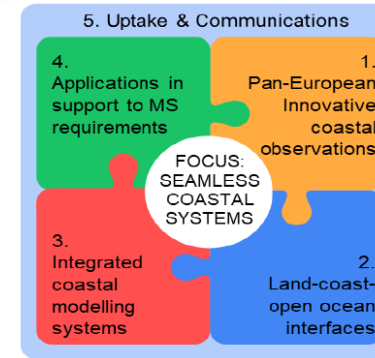 5. Uptake & Communications
4.
Applications in
support to MS
requirements
1.
Pan-European
Innovative
coastal
observations
FOCUS:
SEAMLESS
COASTAL
SYSTEMS
3.
Integrated
coastal
modelling
systems
2.
Land-coast-
open ocean
interfaces